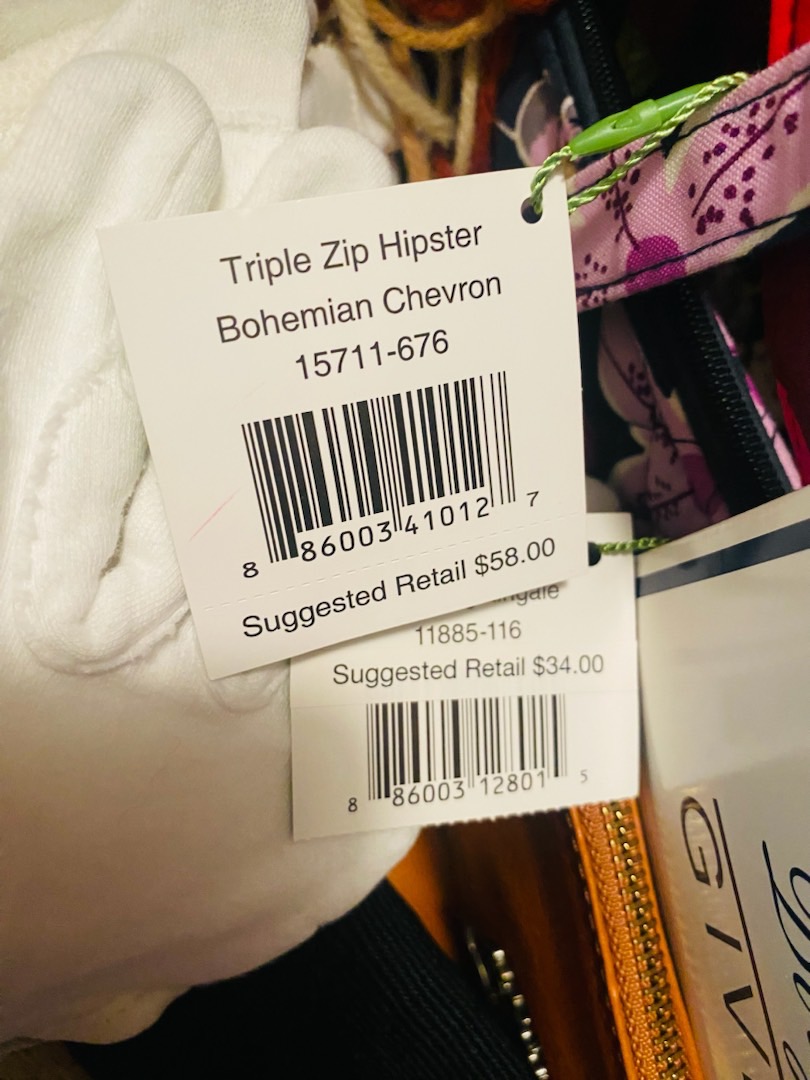 Triple Zip Hipster
Bohemian Chevron
15711-676
8 86003 41012 7
Suggested Retail $58.00
11885-116
Suggested Retail $34.00
8 86003 12801 5